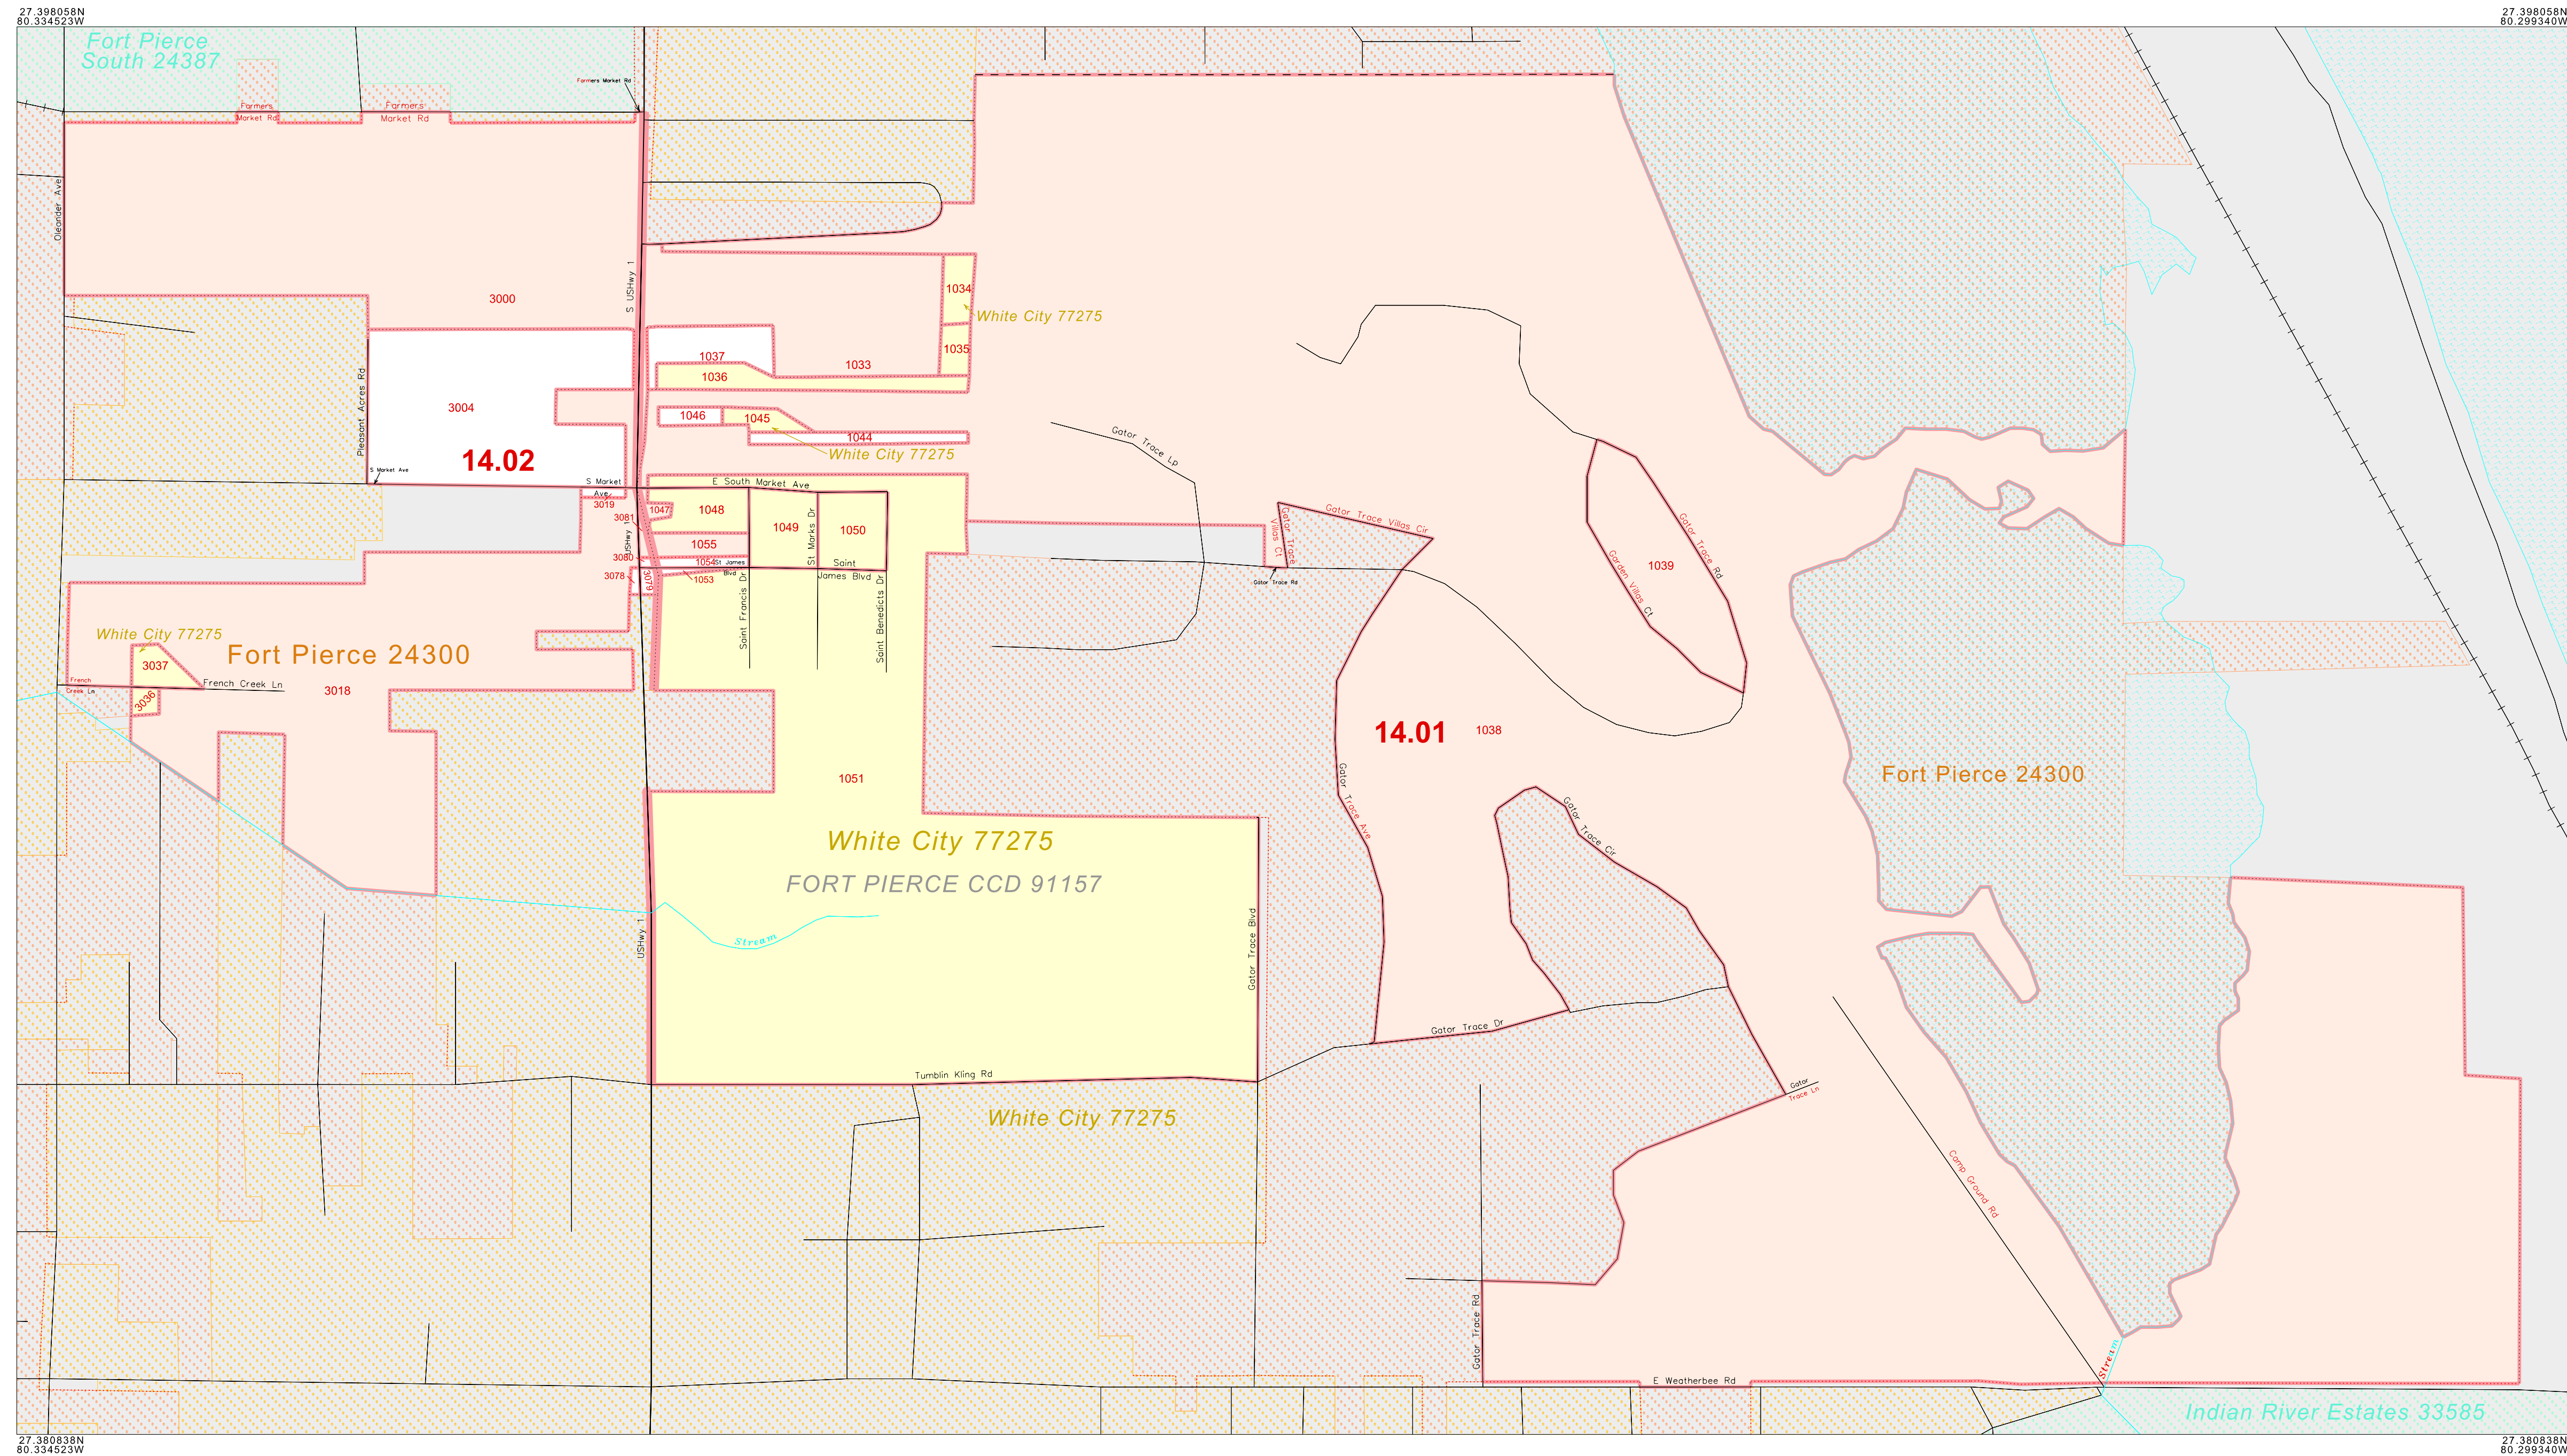 27.398058N
80.334523W
27.398058N
80.299340W
Fort Pierce
South 24387
Farmers Market Rd
Farmers
Market Rd
Farmers
Market Rd
Oleander Ave
S USHwy 1
3000
1034
White City 77275
1035
1037
1033
1036
Pleasant Acres Rd
3004
1046
1045
1044
White City 77275
Gator Trace Lp
14.02
S Market Ave
S Market
Ave
E South Market Ave
3019
3081
1047
1048
1049
St Marks Dr
1050
Gator Trace Villas Cir
Gator Trace
Villas Ct
Gator Trace Rd
Gator Trace Rd
USHwy 1
1055
3080
1054
St James
Blvd
Saint
James Blvd
3078
3079
1053
Saint Francis Dr
Saint Benedicts Dr
Garden Villas Ct
1039
White City 77275
Fort Pierce 24300
3037
French
Creek Ln
French Creek Ln
3036
3018
14.01
1038
1051
Gator Trace Ave
Fort Pierce 24300
Gator Trace Cir
White City 77275
FORT PIERCE CCD 91157
USHwy 1
Stream
Gator Trace Blvd
Gator Trace Dr
Tumblin Kling Rd
Gator
Trace Ln
White City 77275
Camp Ground Rd
Gator Trace Rd
Stream
E Weatherbee Rd
Indian River Estates 33585
27.380838N
80.334523W
27.380838N
80.299340W